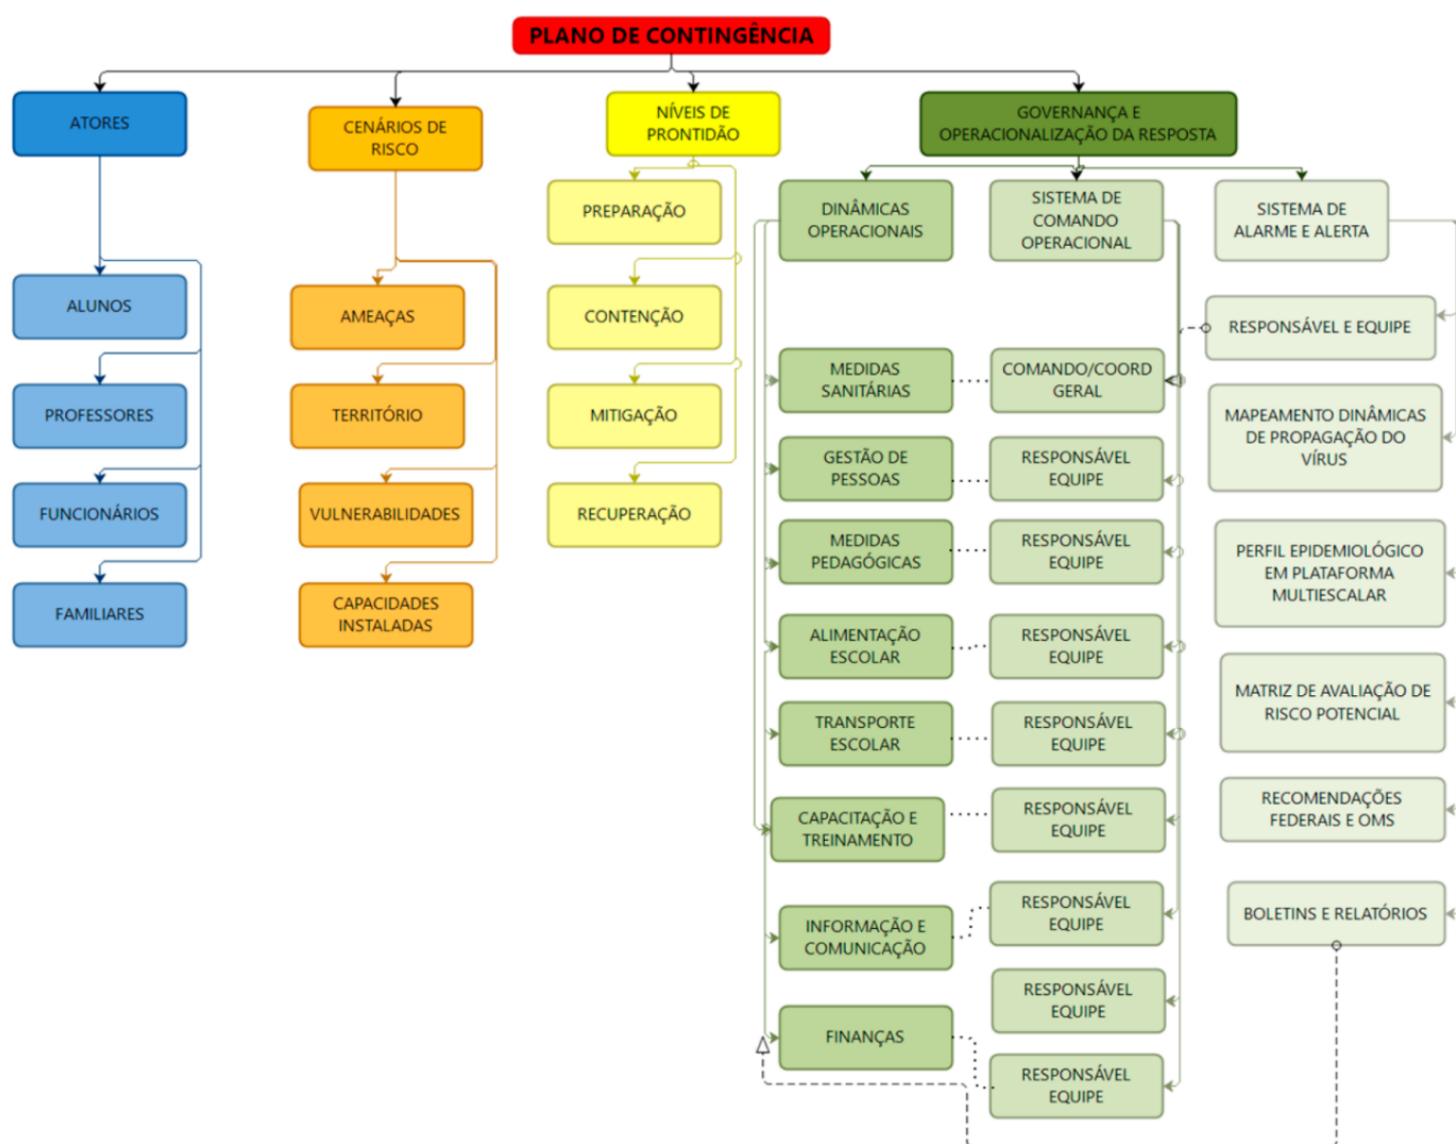 PLANO DE CONTINGÊNCIA
ATORES
CENÁRIOS DE
RISCO
NÍVEIS DE
PRONTIDÃO
GOVERNANÇA E
OPERACIONALIZAÇÃO DA RESPOSTA
ALUNOS
PROFESSORES
FUNCIONÁRIOS
FAMILIARES
AMEAÇAS
TERRITÓRIO
VULNERABILIDADES
CAPACIDADES
INSTALADAS
PREPARAÇÃO
CONTENÇÃO
MITIGAÇÃO
RECUPERAÇÃO
DINÂMICAS
OPERACIONAIS
MEDIDAS
SANITÁRIAS
GESTÃO DE
PESSOAS
MEDIDAS
PEDAGÓGICAS
ALIMENTAÇÃO
ESCOLAR
TRANSPORTE
ESCOLAR
CAPACITAÇÃO E
TREINAMENTO
INFORMAÇÃO E
COMUNICAÇÃO
FINANÇAS
SISTEMA DE
COMANDO
OPERACIONAL
COMANDO/COORD
GERAL
RESPONSÁVEL
EQUIPE
RESPONSÁVEL
EQUIPE
RESPONSÁVEL
EQUIPE
RESPONSÁVEL
EQUIPE
RESPONSÁVEL
EQUIPE
RESPONSÁVEL
EQUIPE
RESPONSÁVEL
EQUIPE
RESPONSÁVEL
EQUIPE
SISTEMA DE
ALARME E ALERTA
RESPONSÁVEL E EQUIPE
MAPEAMENTO DINÂMICAS
DE PROPAGAÇÃO DO
VÍRUS
PERFIL EPIDEMIOLÓGICO
EM PLATAFORMA
MULTIESCALAR
MATRIZ DE AVALIAÇÃO DE
RISCO POTENCIAL
RECOMENDAÇÕES
FEDERAIS E OMS
BOLETINS E RELATÓRIOS